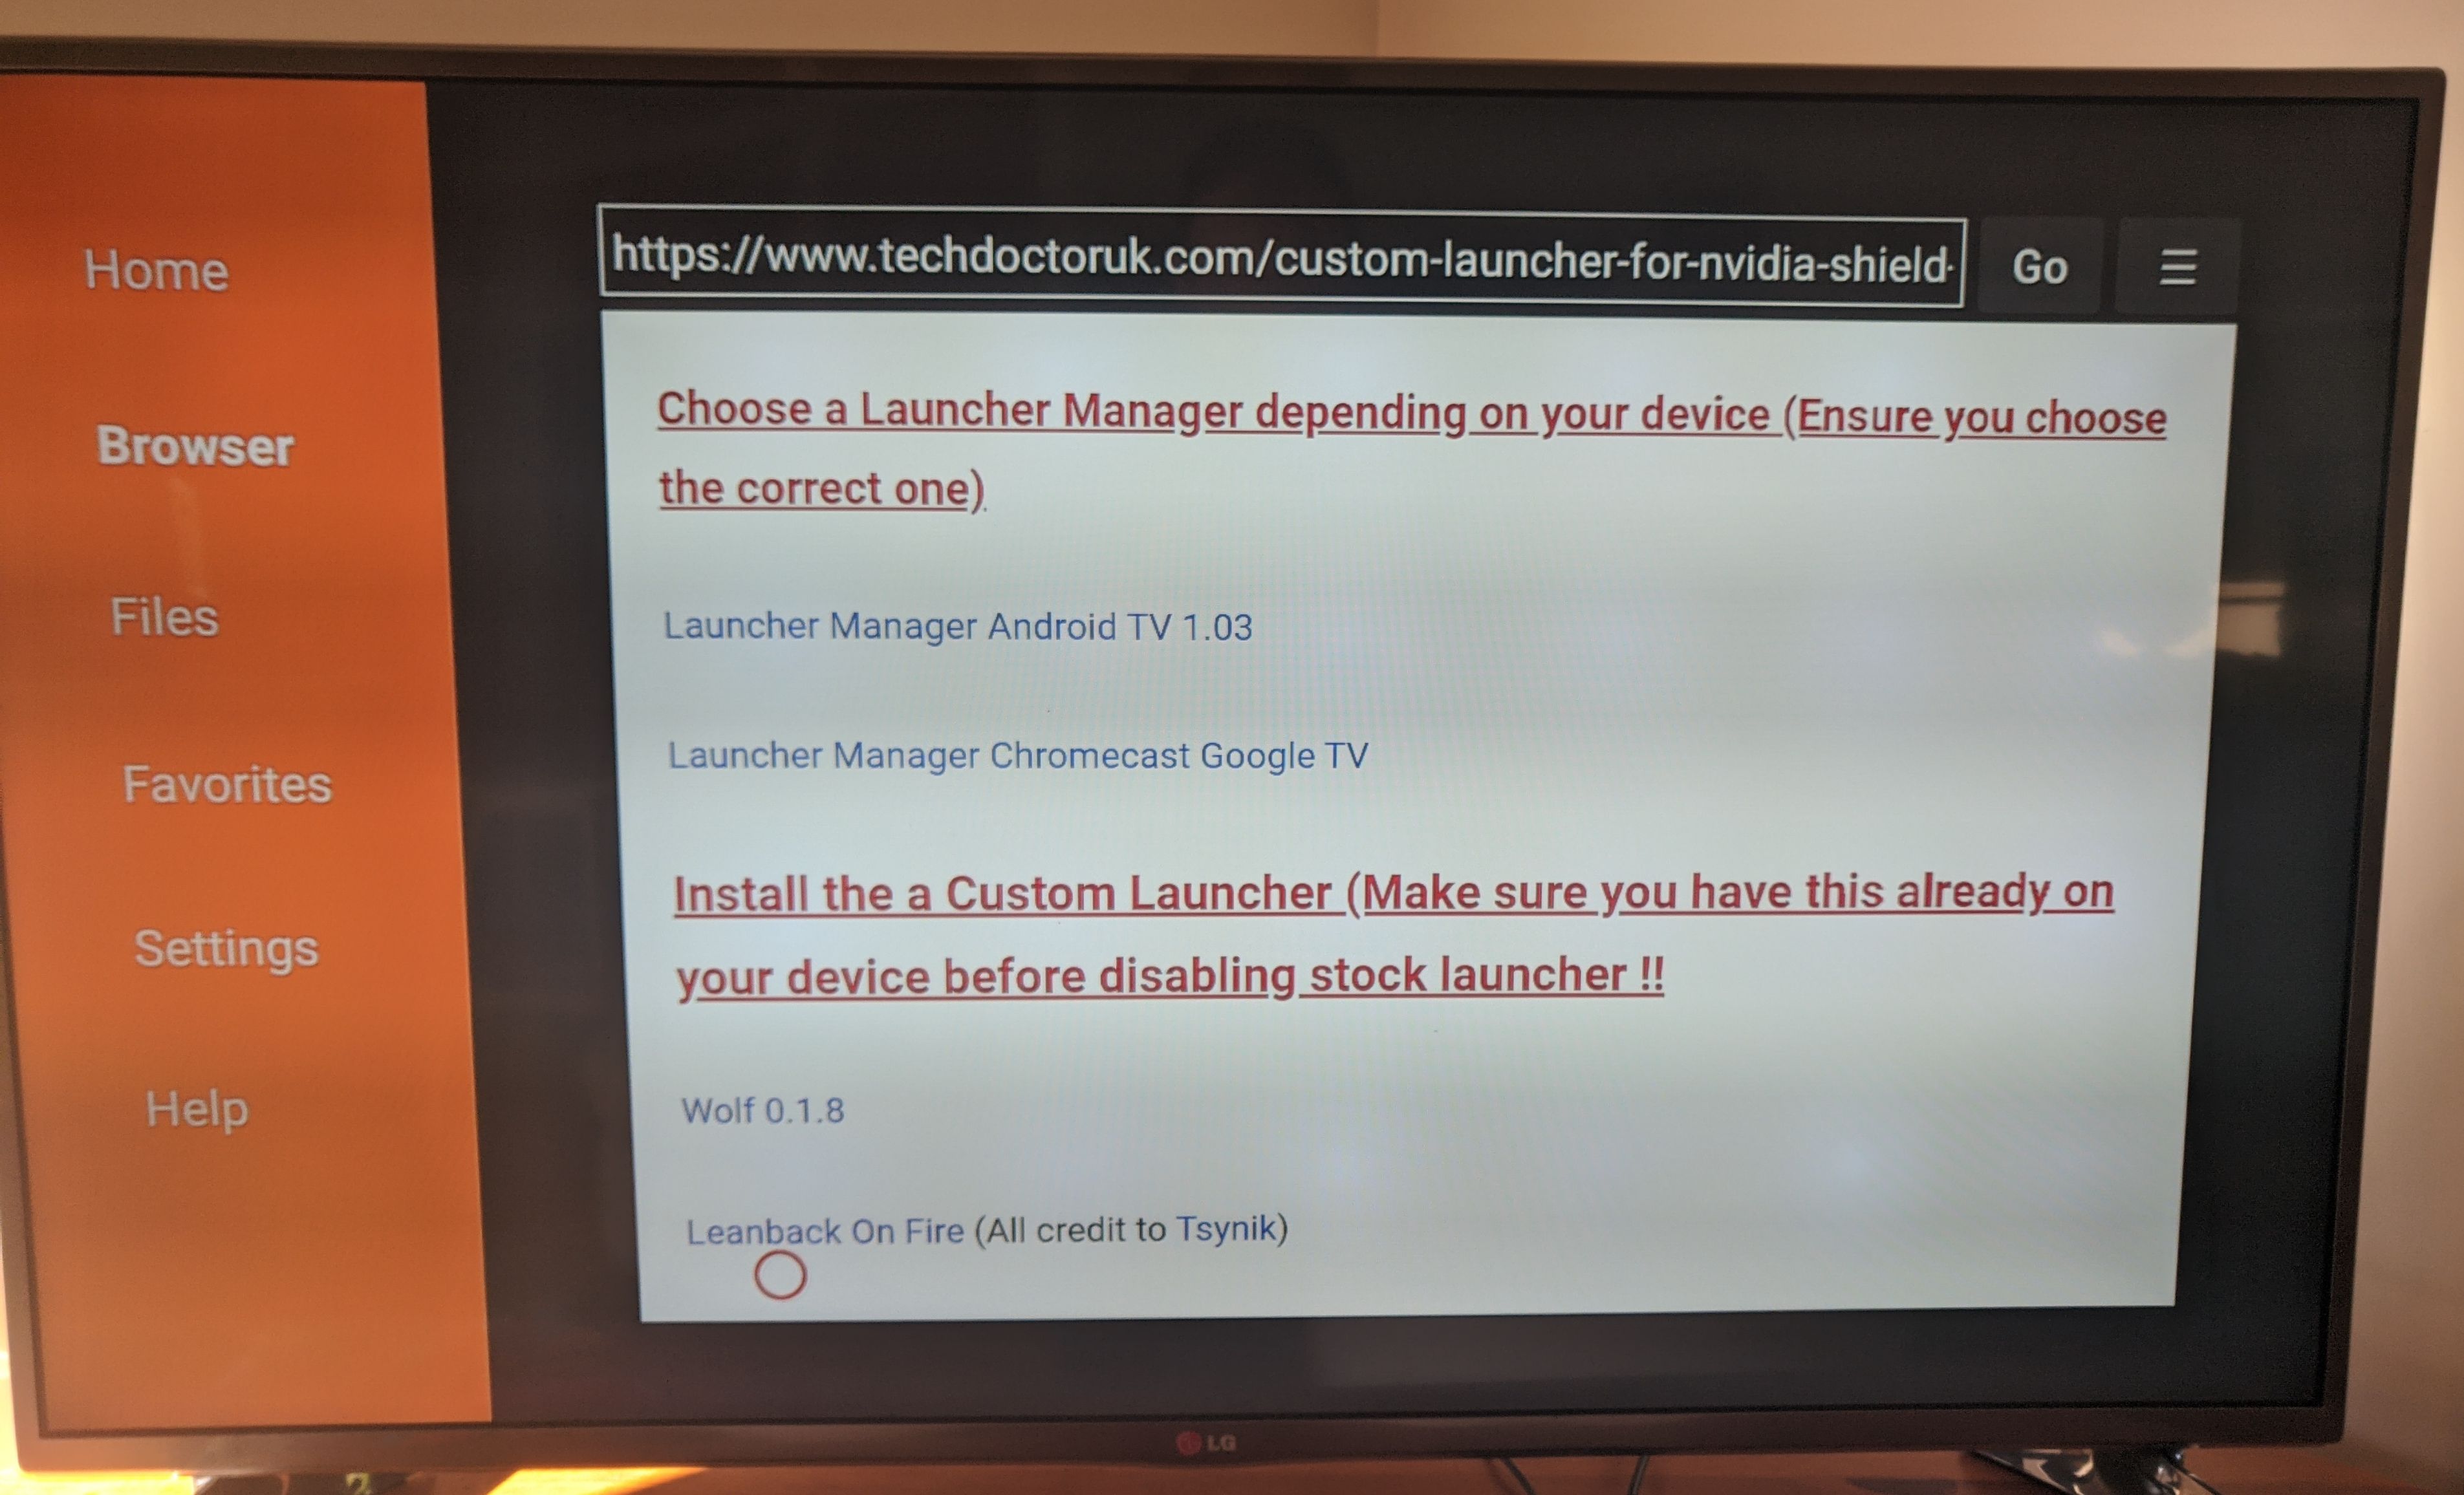 Home
Browser
Files
Favorites
Settings
Help
https://www.techdoctoruk.com/custom-launcher-for-nvidia-shield-
Go
Choose a Launcher Manager depending on your device (Ensure you choose
the correct one)
Launcher Manager Android TV 1.03
Launcher Manager Chromecast Google TV
Install the a Custom Launcher (Make sure you have this already on
your device before disabling stock launcher !!
Wolf 0.1.8
Leanback On Fire (All credit to Tsynik)
LG